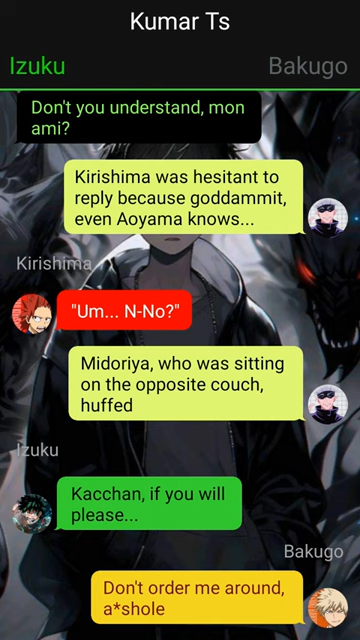 Kumar Ts
Izuku
Bakugo
Don't you understand, mon
ami?
Kirishima was hesitant to
reply because goddammit,
even Aoyama knows...
Kirishima
"Um... N-No?"
Midoriya, who was sitting
on the opposite couch,
huffed
Izuku
Kacchan, if you will
please...
Bakugo
Don't order me around,
a*shole